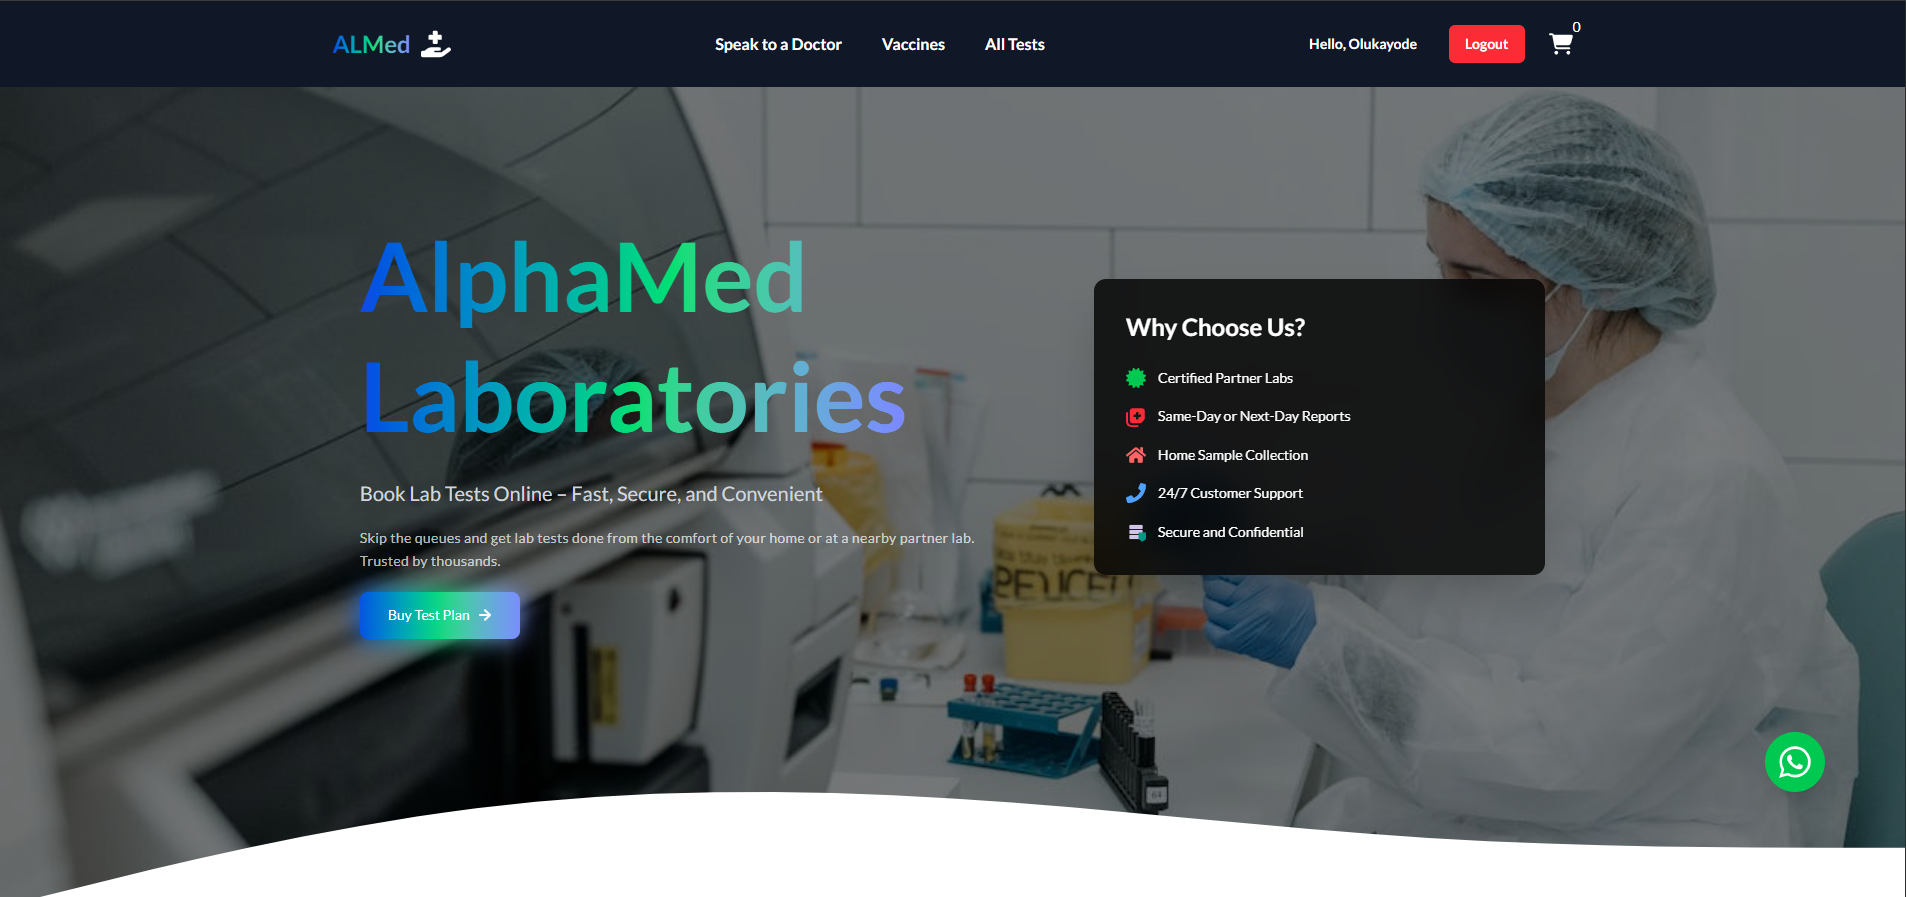 ALMed
Speak to a Doctor
Vaccines
All Tests
Hello, Olukayode
Logout
0
AlphaMed
Laboratories
Book Lab Tests Online – Fast, Secure, and Convenient
Skip the queues and get lab tests done from the comfort of your home or at a nearby partner lab.
Trusted by thousands.
Buy Test Plan
Why Choose Us?
Certified Partner Labs
Same-Day or Next-Day Reports
Home Sample Collection
24/7 Customer Support
Secure and Confidential
64